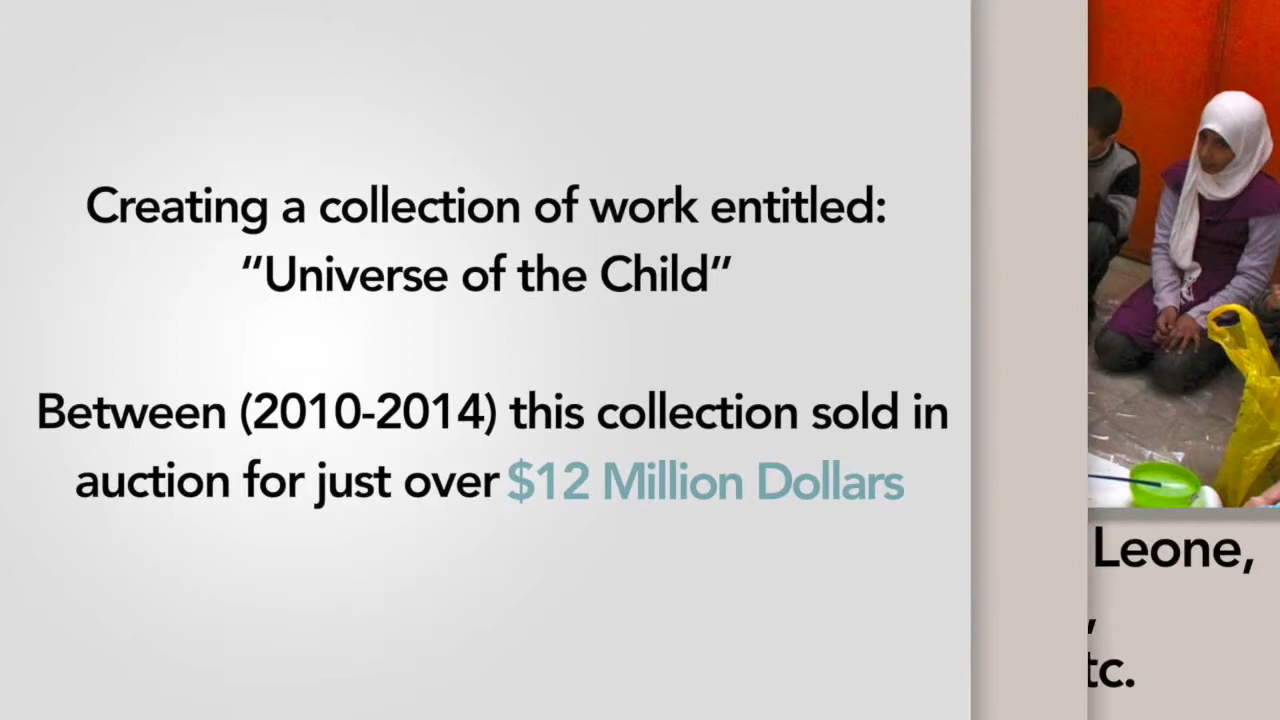 Creating a collection of work entitled:
“Universe of the Child”
Between (2010-2014) this collection sold in
auction for just over $12 Million Dollars
Leone,
,
tc.